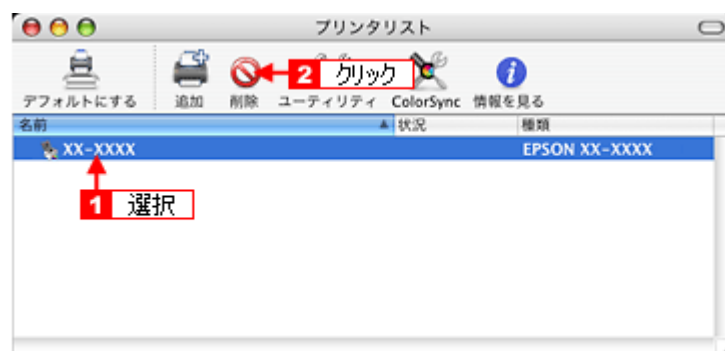 プリンタリスト
2 クリック
デフォルトにする 追加 削除 ユーティリティ ColorSync 情報を見る
名前 状況 種類
XX-XXXX EPSON XX-XXXX
1 選択